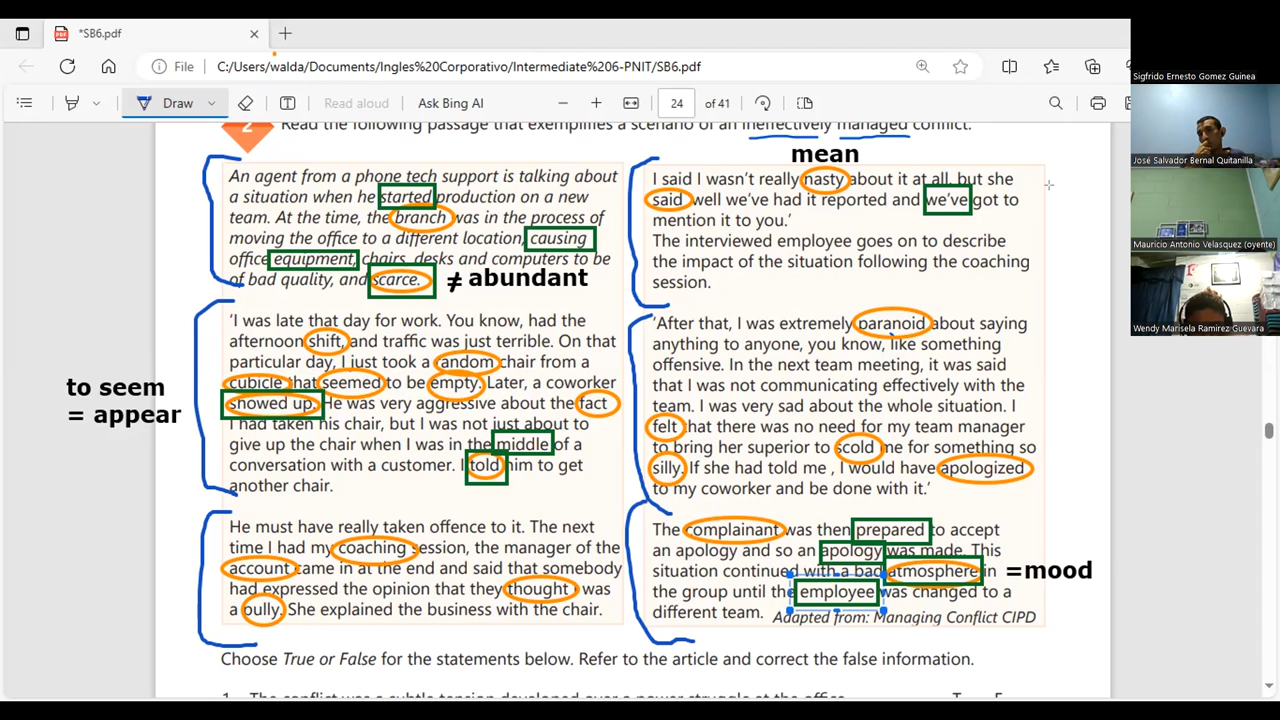 *SB6.pdf
File
C:/Users/walda/Documents/Ingles%20Corporativo/Intermediate%206-PNIT/SB6.pdf
Draw
Read aloud
Ask Bing AI
24
of 41
2
Read the following passage that exemplifies a scenario of an ineffectively managed conflict.
An agent from a phone tech support is talking about
a situation when he started production on a new
team. At the time, the branch was in the process of
moving the office to a different location, causing
office equipment, chairs, desks and computers to be
of bad quality, and scarce.
≠ abundant
'I was late that day for work. You know, had the
afternoon shift, and traffic was just terrible. On that
particular day, I just took a random chair from a
cubicle that seemed to be empty. Later, a coworker
showed up. He was very aggressive about the fact
I had taken his chair, but I was not just about to
give up the chair when I was in the middle of a
conversation with a customer. I told him to get
another chair.
to seem
= appear
He must have really taken offence to it. The next
time I had my coaching session, the manager of the
account came in at the end and said that somebody
had expressed the opinion that they thought I was
a bully. She explained the business with the chair.
mean
I said I wasn't really nasty about it at all, but she
said well we've had it reported and we've got to
mention it to you.'
The interviewed employee goes on to describe
the impact of the situation following the coaching
session.
'After that, I was extremely paranoid about saying
anything to anyone, you know, like something
offensive. In the next team meeting, it was said
that I was not communicating effectively with the
team. I was very sad about the whole situation. I
felt that there was no need for my team manager
to bring her superior to scold me for something so
silly. If she had told me , I would have apologized
to my coworker and be done with it.'
The complainant was then prepared to accept
an apology and so an apology was made. This
situation continued with a bad atmosphere in
the group until the employee was changed to a
different team.
=mood
Adapted from: Managing Conflict CIPD
Choose True or False for the statements below. Refer to the article and correct the false information.
1. The conflict was a subtle tension developed over a power struggle at the office. T F
Sigfrido Ernesto Gomez Guinea
José Salvador Bernal Quitanilla
Mauricio Antonio Velasquez (oyente)
Wendy Marisela Ramirez Guevara